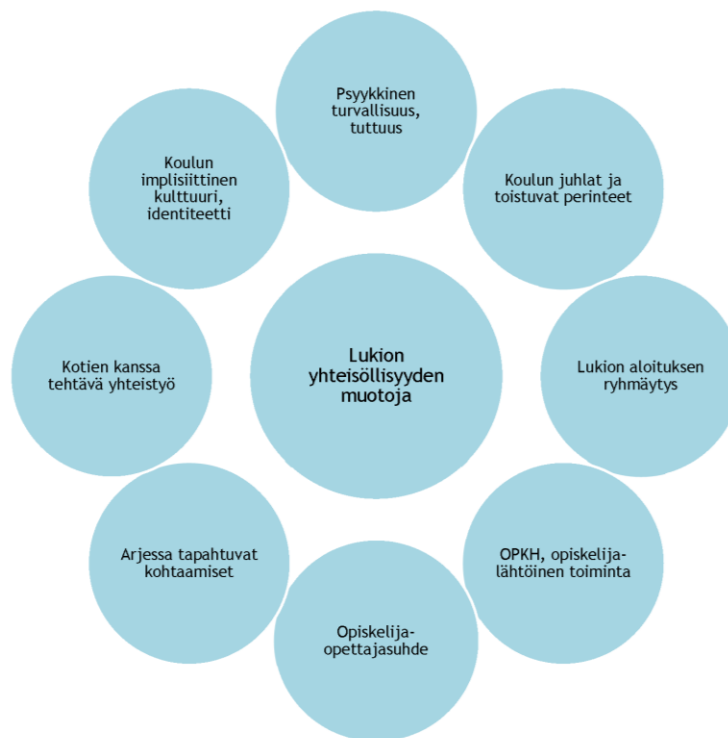 Psyykkinen
turvallisuus,
tuttuus
Koulun juhlat ja
toistuvat perinteet
Lukion aloituksen
ryhmäytys
OPKH, opiskelija-
lähtöinen toiminta
Opiskelija-
opettajasuhde
Arjessa tapahtuvat
kohtaamiset
Kotien kanssa
tehtävä yhteistyö
Koulun
implisiittinen
kulttuuri,
identiteetti
Lukion
yhteisöllisyyden
muotoja